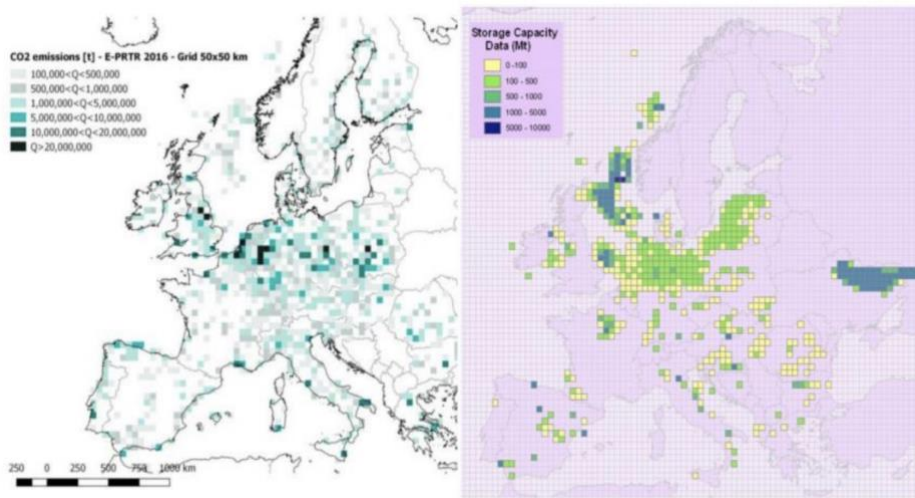 CO2 emissions [t] - E-PRTR 2016 - Grid 50x50 km
100,000<Q<500,000
500,000<Q<1,000,000
1,000,000<Q<5,000,000
5,000,000<Q<10,000,000
10,000,000<Q<20,000,000
Q>20,000,000
250 0 250 500 750 1000 km
Storage Capacity
Data (Mt)
0-100
100 - 500
500 - 1000
1000 - 5000
5000 - 10000